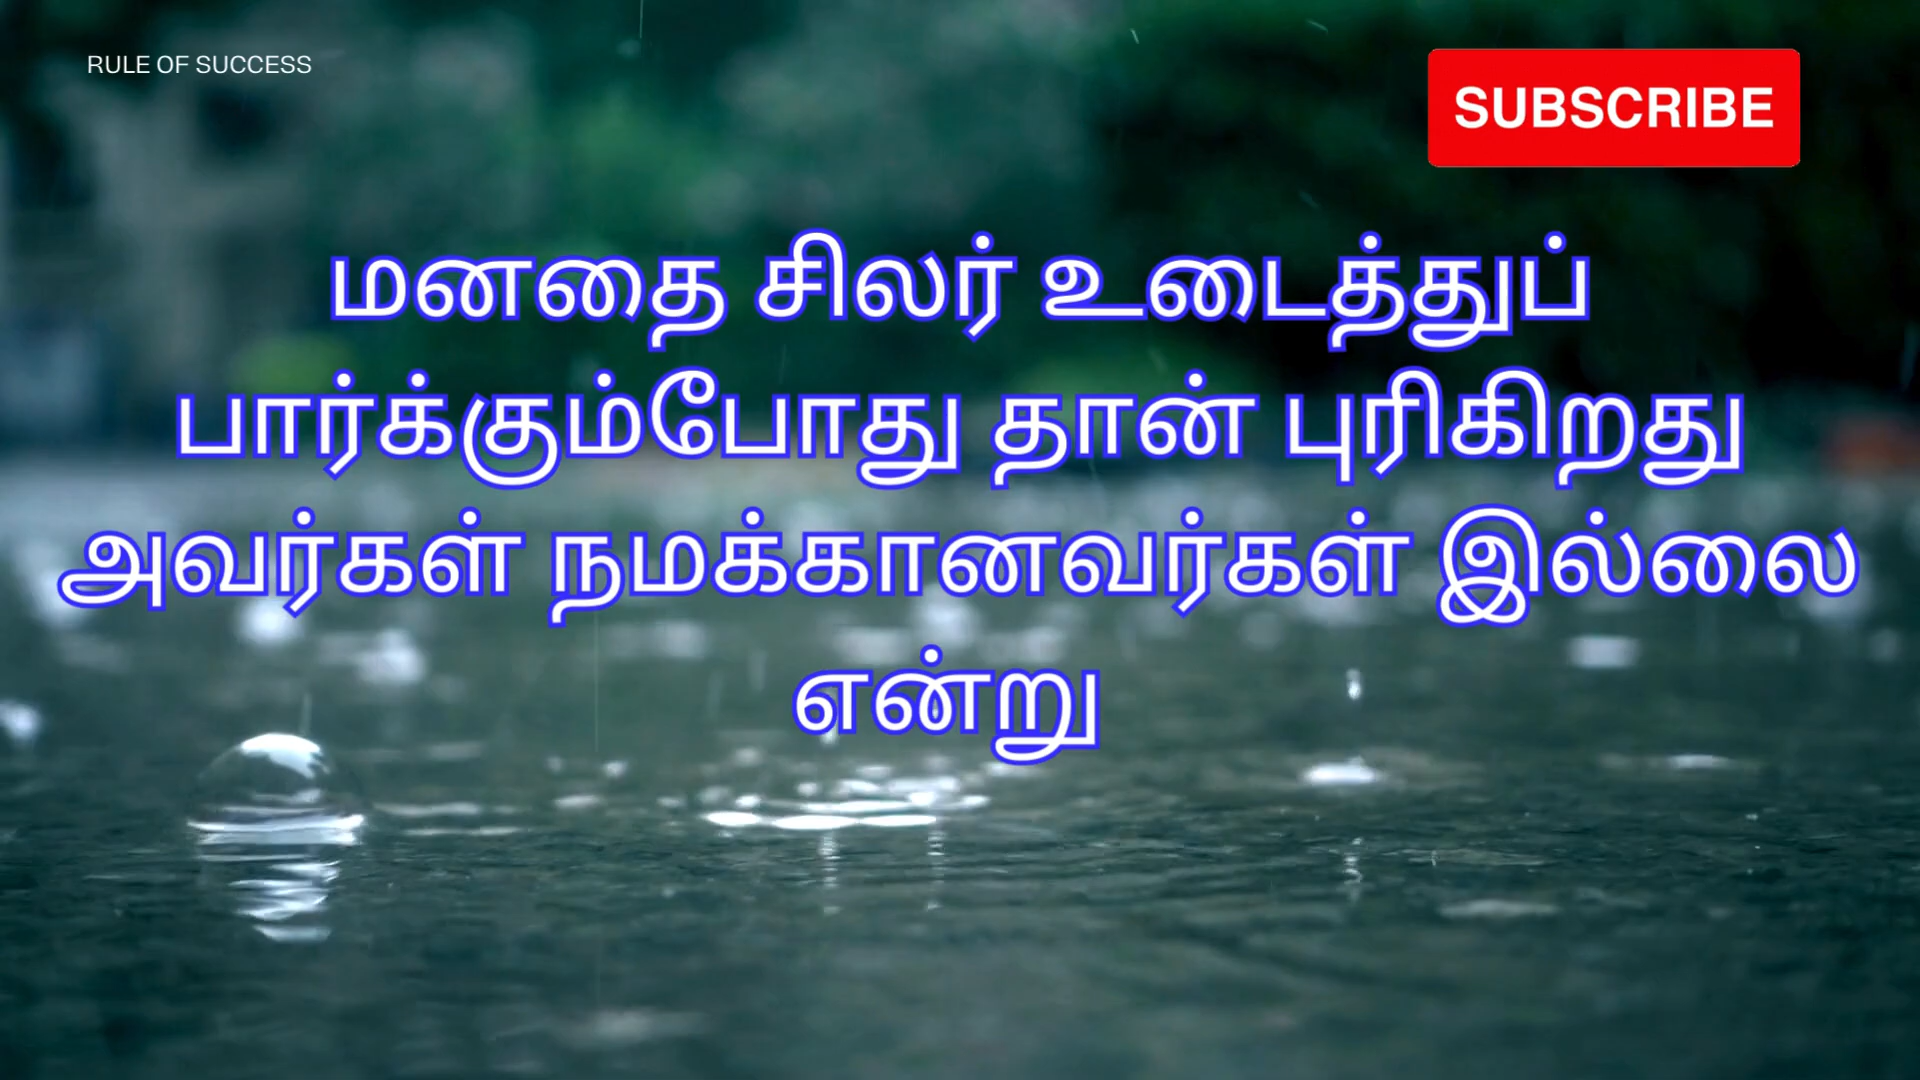 RULE OF SUCCESS
SUBSCRIBE
மனதை சிலர் உடைத்துப்
பார்க்கும்போது தான் புரிகிறது
அவர்கள் நமக்கானவர்கள் இல்லை
என்று